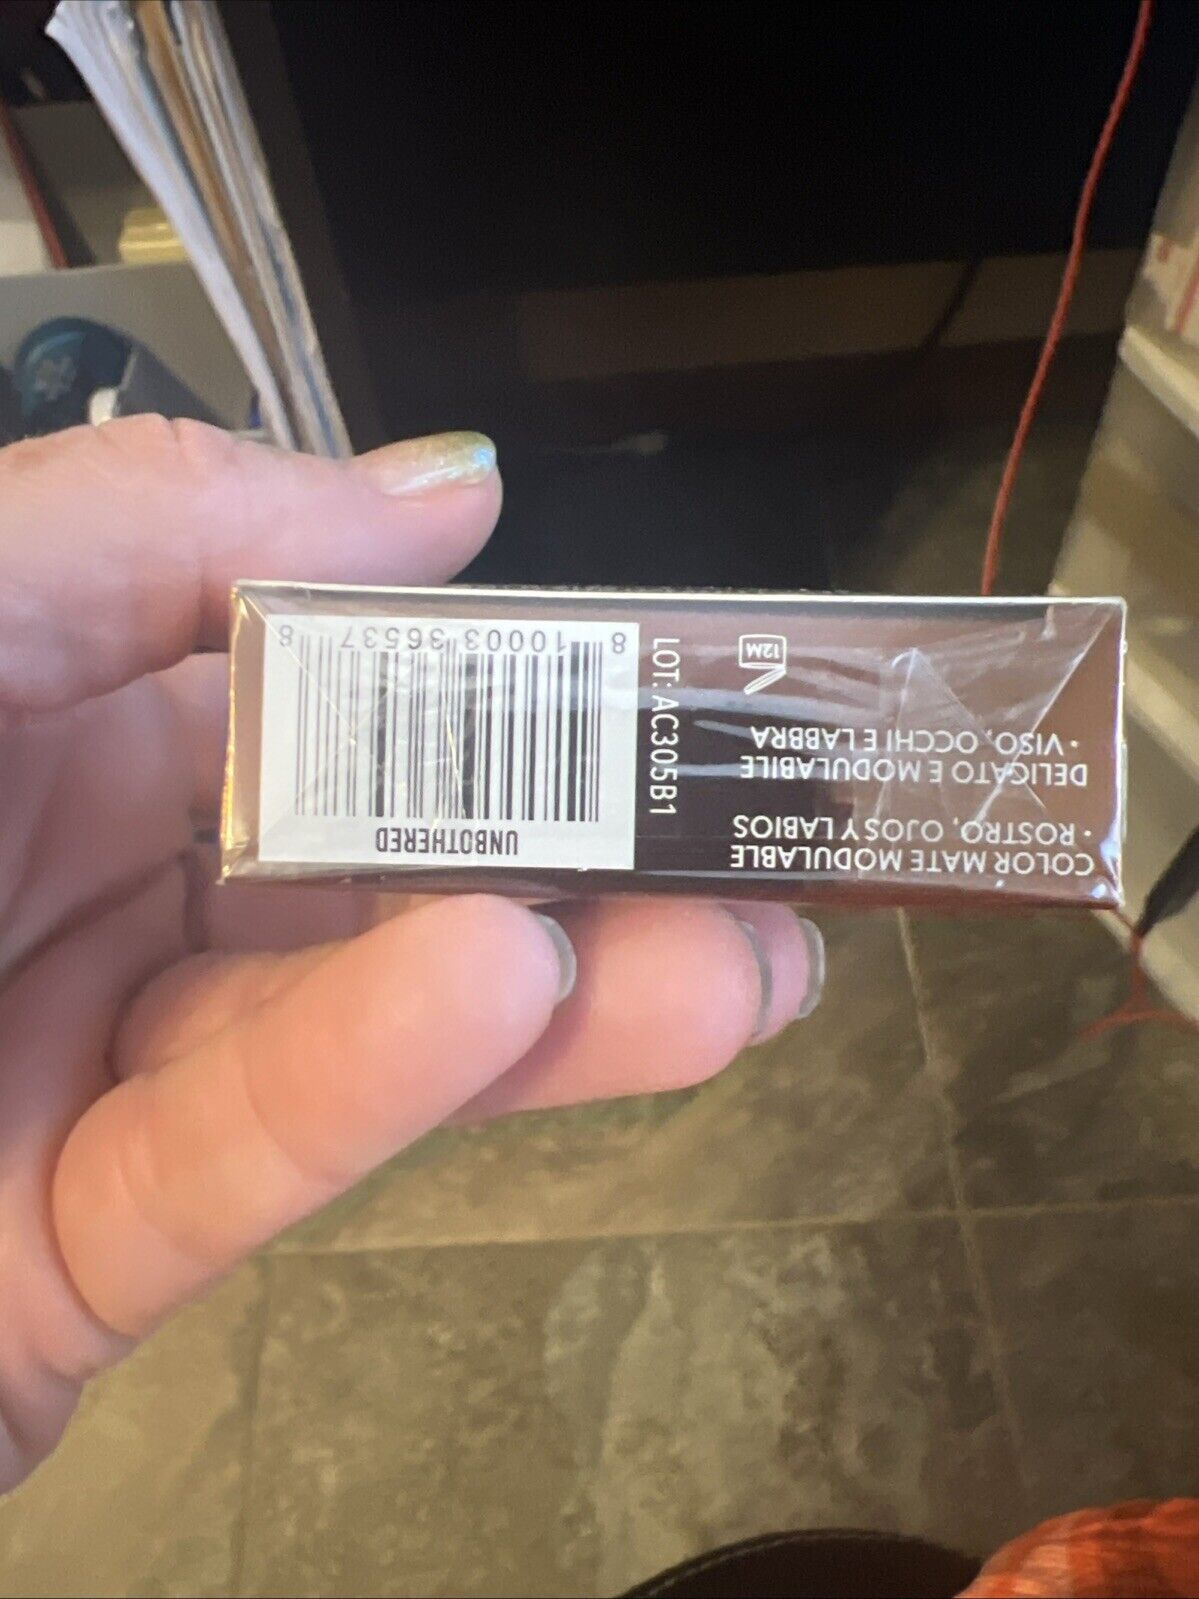 COLOR MATE MODULABLE
• ROSTRO, OJOS Y LABIOS
DELICATO E MODULABILE
• VISO, OCCHI E LABBRA
12M
LOT: AC305B1
UNBOTHERED
8 10003 36537 8